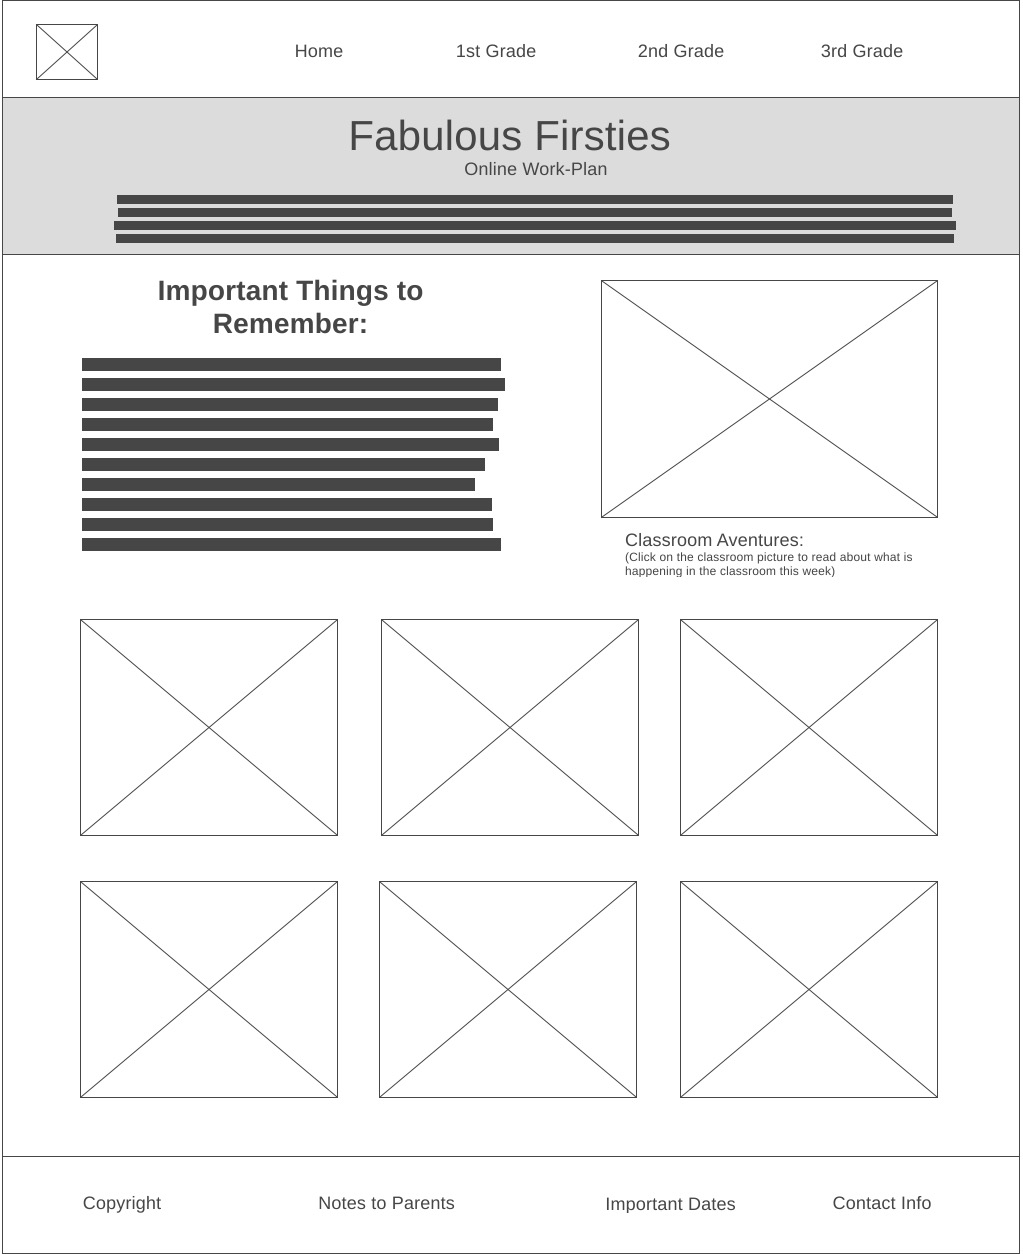 Home 1st Grade 2nd Grade 3rd Grade
Fabulous Firsties
Online Work-Plan
Important Things to
Remember:
Classroom Aventures:
(Click on the classroom picture to read about what is
happening in the classroom this week)
Copyright Notes to Parents Important Dates Contact Info